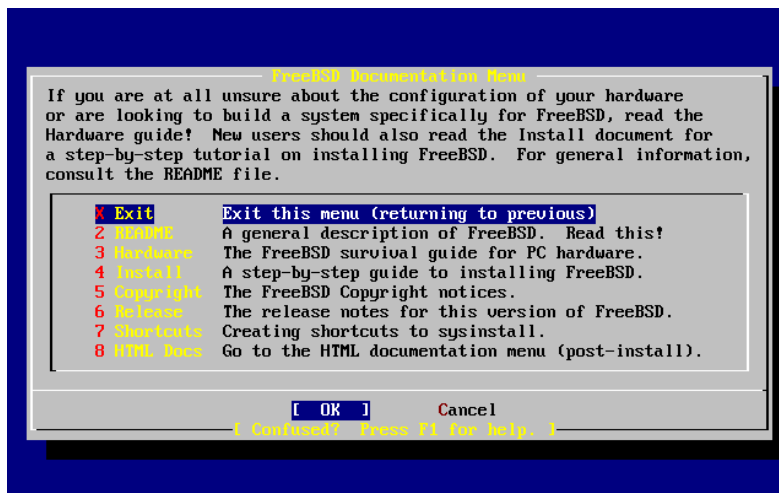 FreeBSD Documentation Menu
If you are at all unsure about the configuration of your hardware
or are looking to build a system specifically for FreeBSD, read the
Hardware guide! New users should also read the Install document for
a step-by-step tutorial on installing FreeBSD. For general information,
consult the README file.
X Exit Exit this menu (returning to previous)
2 README A general description of FreeBSD. Read this!
3 Hardware The FreeBSD survival guide for PC hardware.
4 Install A step-by-step guide to installing FreeBSD.
5 Copyright The FreeBSD Copyright notices.
6 Release The release notes for this version of FreeBSD.
7 Shortcuts Creating shortcuts to sysinstall.
8 HTML Docs Go to the HTML documentation menu (post-install).
[ OK ] Cancel
[ Confused? Press F1 for help. ]